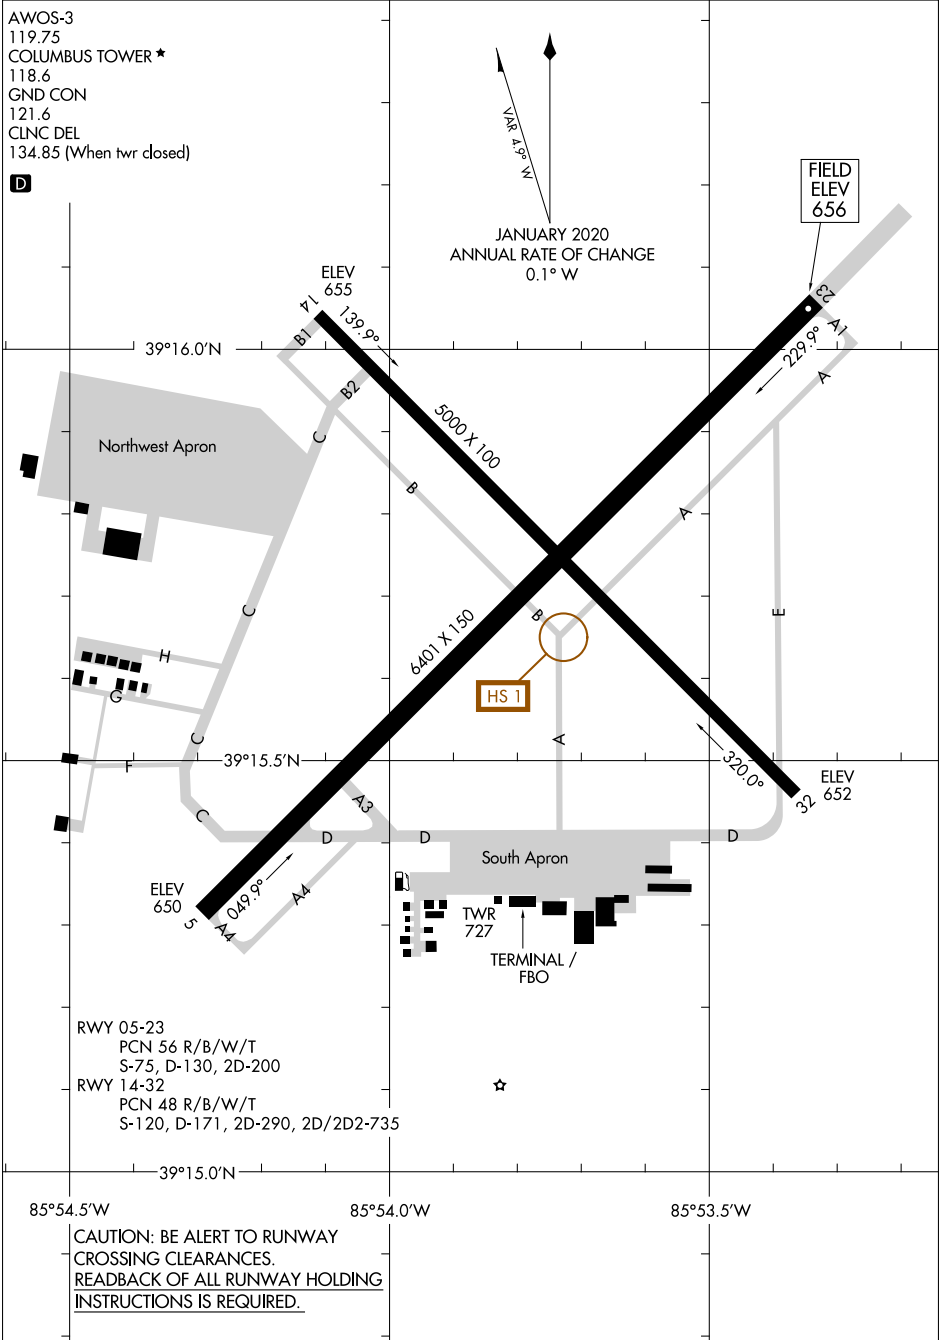 AWOS-3
119.75
COLUMBUS TOWER ★
118.6
GND CON
121.6
CLNC DEL
134.85 (When twr closed)
D
VAR 4.9° W
JANUARY 2020
ANNUAL RATE OF CHANGE
0.1° W
FIELD
ELEV
656
ELEV
655
14
139.9°
B1
B2
23
A1
229.9°
A
39°16.0'N
5000 X 100
C
Northwest Apron
B
A
C
B
E
6401 X 150
H
HS 1
G
C
A
39°15.5'N
F
320.0°
ELEV
652
32
A3
C
D
D
D
South Apron
ELEV
650
049.9°
A4
5
A4
TWR
727
TERMINAL /
FBO
RWY 05-23
PCN 56 R/B/W/T
S-75, D-130, 2D-200
RWY 14-32
PCN 48 R/B/W/T
S-120, D-171, 2D-290, 2D/2D2-735
39°15.0'N
85°54.5'W
85°54.0'W
85°53.5'W
CAUTION: BE ALERT TO RUNWAY
CROSSING CLEARANCES.
READBACK OF ALL RUNWAY HOLDING
INSTRUCTIONS IS REQUIRED.